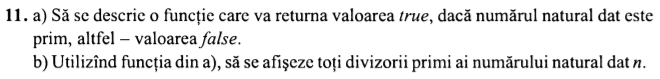 11. a) Să se descrie o funcție care va returna valoarea true, dacă numărul natural dat este
prim, altfel – valoarea false.
b) Utilizînd funcția din a), să se afișeze toți divizorii primi ai numărului natural dat n.